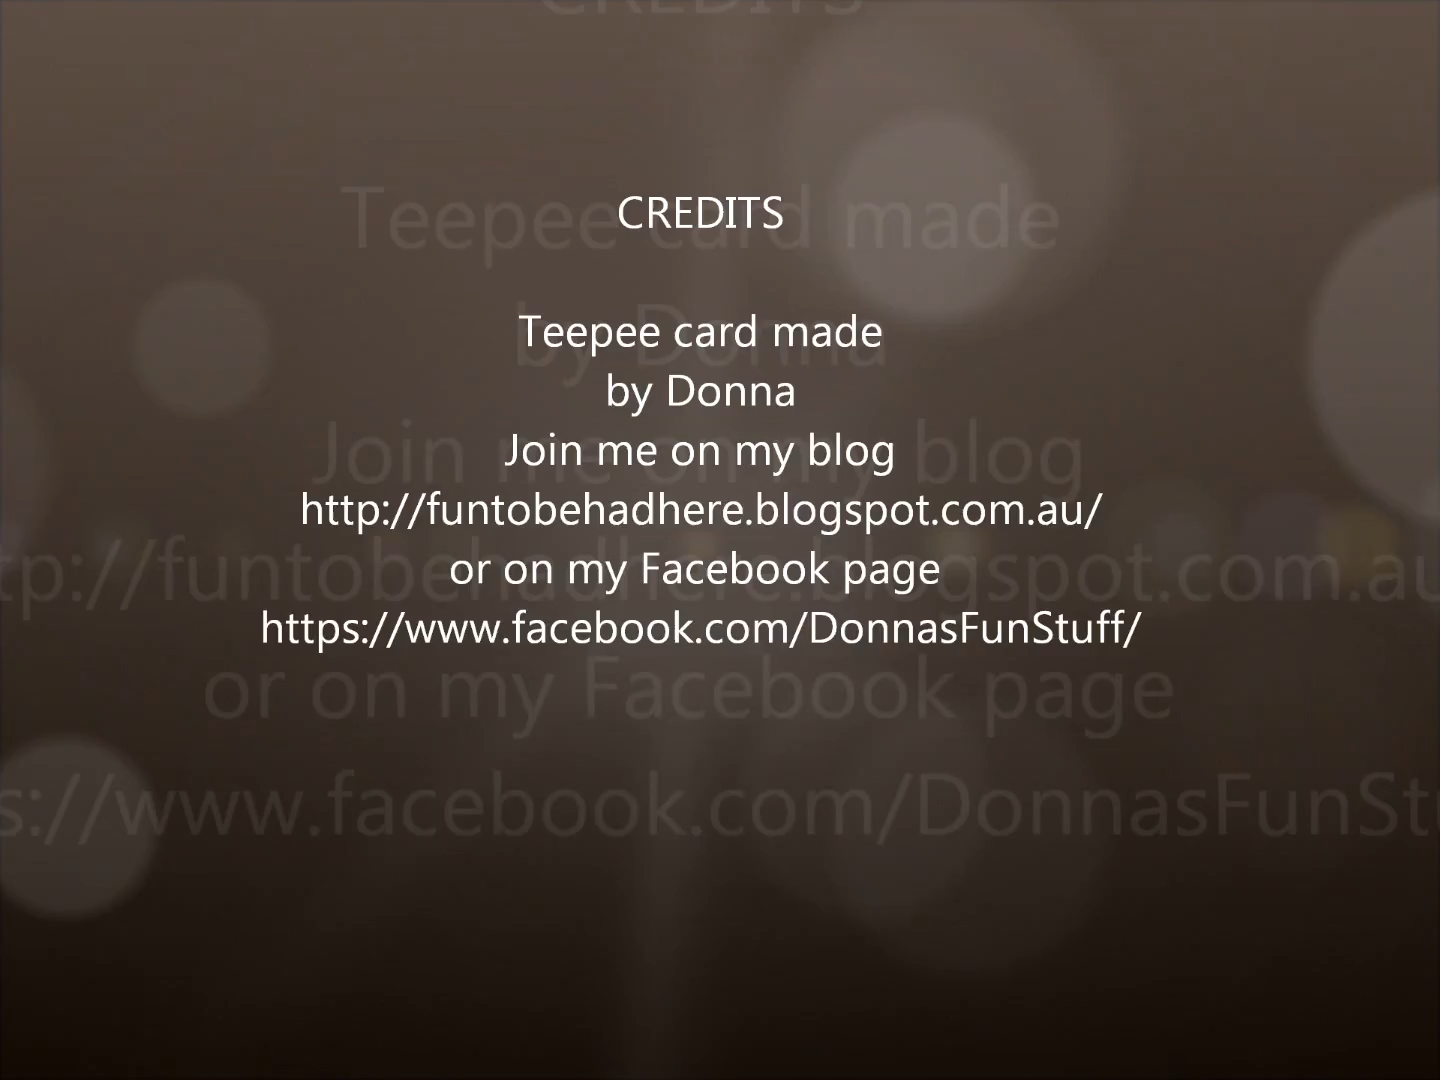 CREDITS
Teepee card made
by Donna
Join me on my blog
http://funtobehadhere.blogspot.com.au/
or on my Facebook page
https://www.facebook.com/DonnasFunStuff/